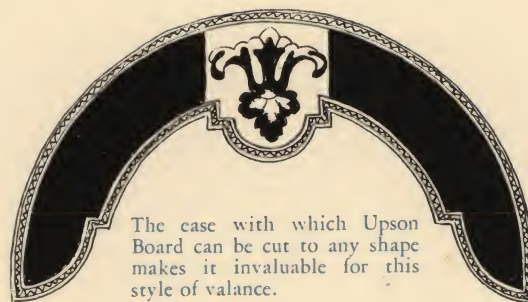 The ease with which Upson
Board can be cut to any shape
makes it invaluable for this
style of valance.